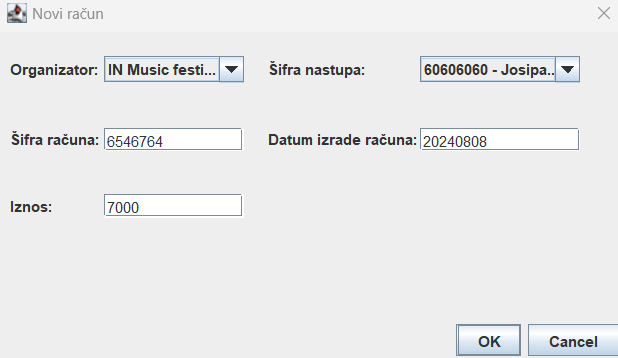 Novi račun
Organizator: IN Music festi... Šifra nastupa: 60606060 - Josipa...
Šifra računa: 6546764 Datum izrade računa: 20240808
Iznos: 7000
OK Cancel